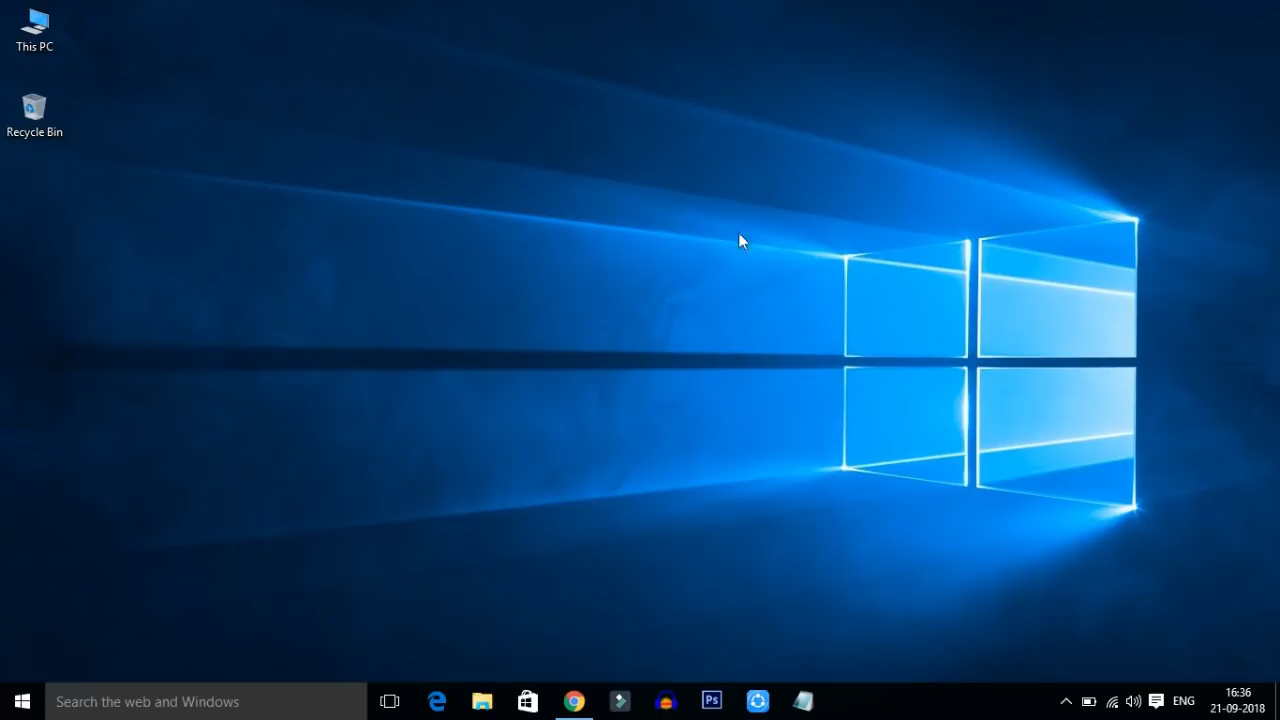 This PC
Recycle Bin
Search the web and Windows
Ps
ENG
16:36
21-09-2018